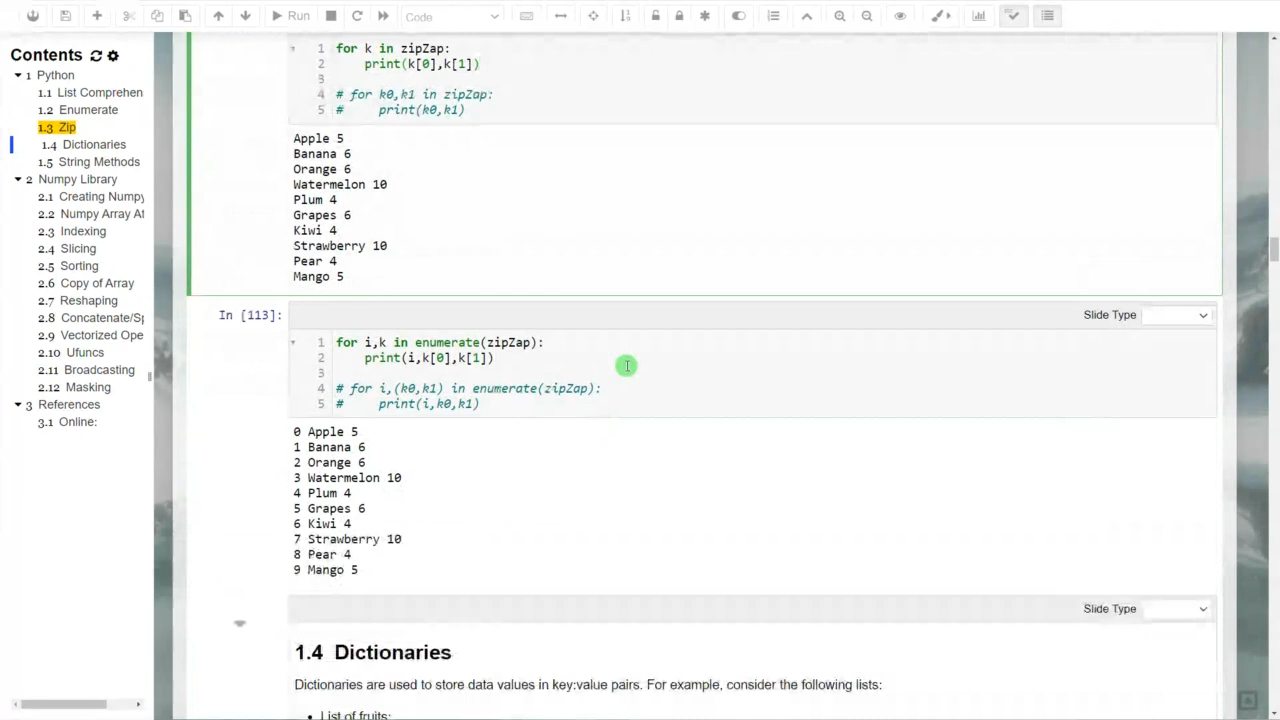 Run
Code
Contents
1 Python
1.1 List Comprehen
1.2 Enumerate
1.3 Zip
1.4 Dictionaries
1.5 String Methods
2 Numpy Library
2.1 Creating Numpy
2.2 Numpy Array At
2.3 Indexing
2.4 Slicing
2.5 Sorting
2.6 Copy of Array
2.7 Reshaping
2.8 Concatenate/Sp
2.9 Vectorized Ope
2.10 Ufuncs
2.11 Broadcasting
2.12 Masking
3 References
3.1 Online:
1 for k in zipZap:
2 print(k[0],k[1])
3
4 # for k0,k1 in zipZap:
5 # print(k0,k1)
Apple 5
Banana 6
Orange 6
Watermelon 10
Plum 4
Grapes 6
Kiwi 4
Strawberry 10
Pear 4
Mango 5
In [113]:
Slide Type
1 for i,k in enumerate(zipZap):
2 print(i,k[0],k[1])
3
4 # for i,(k0,k1) in enumerate(zipZap):
5 # print(i,k0,k1)
0 Apple 5
1 Banana 6
2 Orange 6
3 Watermelon 10
4 Plum 4
5 Grapes 6
6 Kiwi 4
7 Strawberry 10
8 Pear 4
9 Mango 5
Slide Type
1.4 Dictionaries
Dictionaries are used to store data values in key:value pairs. For example, consider the following lists:
• List of fruits: